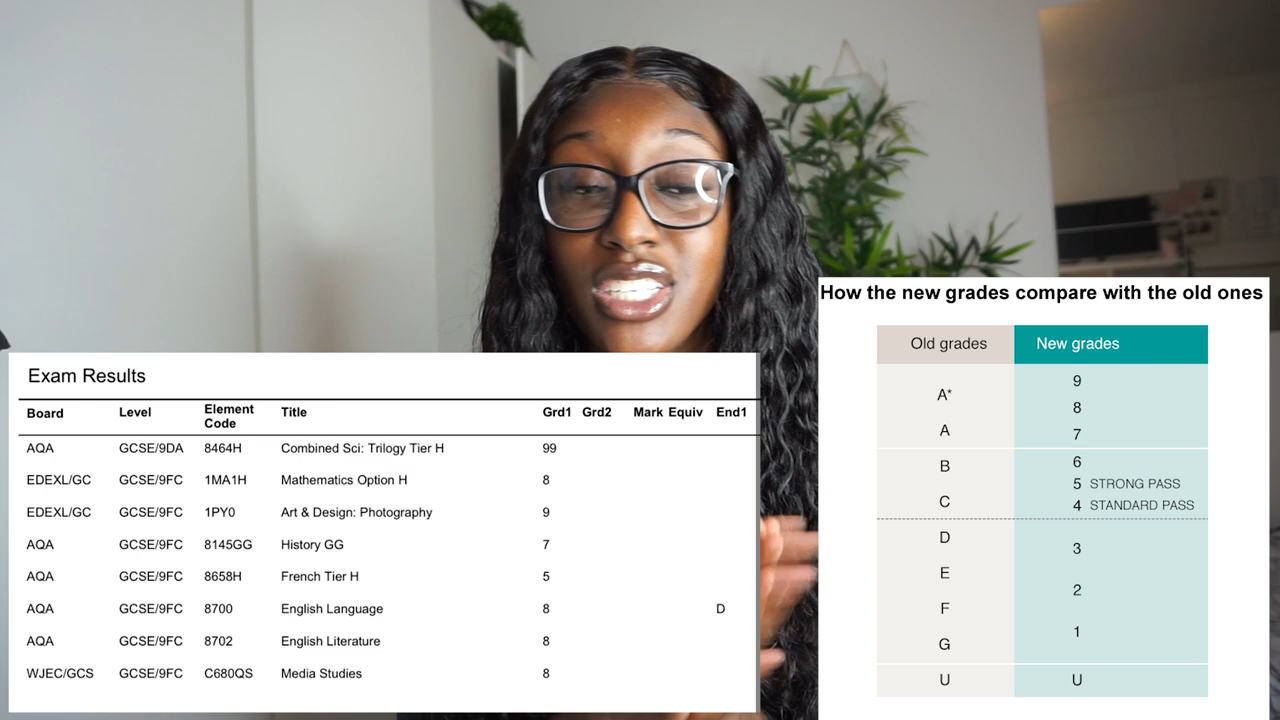 How the new grades compare with the old ones
Old grades New grades
A* 9
8
A 7
B 6
5 STRONG PASS
C 4 STANDARD PASS
D 3
E 2
F 1
G
U U
Exam Results
Board Level Element Code Title Grd1 Grd2 Mark Equiv End1
AQA GCSE/9DA 8464H Combined Sci: Trilogy Tier H 99
EDEXL/GC GCSE/9FC 1MA1H Mathematics Option H 8
EDEXL/GC GCSE/9FC 1PY0 Art & Design: Photography 9
AQA GCSE/9FC 8145GG History GG 7
AQA GCSE/9FC 8658H French Tier H 5
AQA GCSE/9FC 8700 English Language 8 D
AQA GCSE/9FC 8702 English Literature 8
WJEC/GCS GCSE/9FC C680QS Media Studies 8